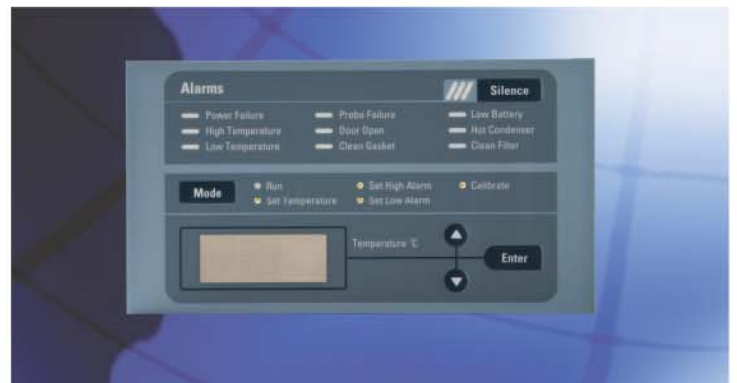 Alarms
Silence
Power Failure
Probe Failure
Low Battery
High Temperature
Door Open
Hot Condenser
Low Temperature
Clean Gasket
Clean Filter
Mode
Run
Set High Alarm
Calibrate
Set Temperature
Set Low Alarm
Temperature °C
Enter